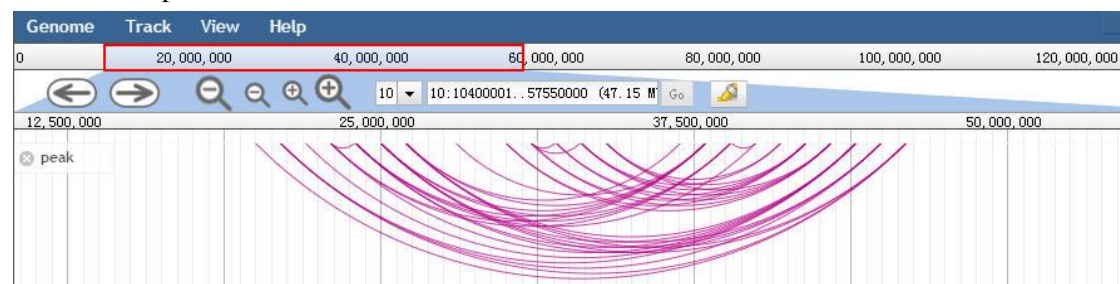 Genome Track View Help
0 20,000,000 40,000,000 60,000,000 80,000,000 100,000,000 120,000,000
10 10:10400001..57550000 (47.15 M Go
12,500,000 25,000,000 37,500,000 50,000,000
peak